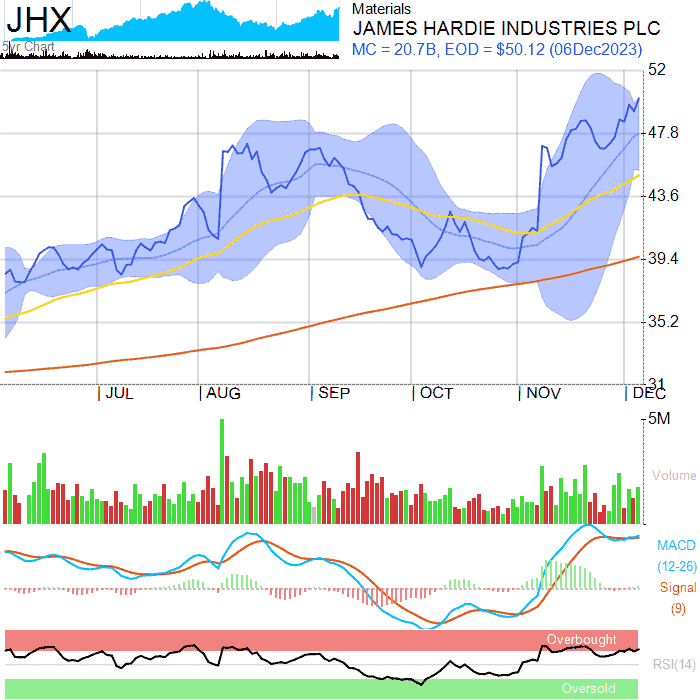 JHX
5yr Chart
Materials
JAMES HARDIE INDUSTRIES PLC
MC = 20.7B, EOD = $50.12 (06Dec2023)
52
47.8
43.6
39.4
35.2
31
JUL AUG SEP OCT NOV DEC
5M
Volume
MACD
(12-26)
Signal
(9)
Overbought
RSI(14)
Oversold